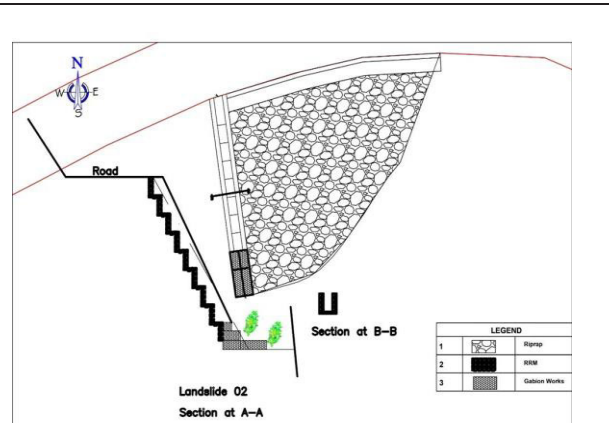 N
W E
S
Road
Section at B-B
LEGEND
1 Riprap
2 RRM
3 Gabion Works
Landslide 02
Section at A-A